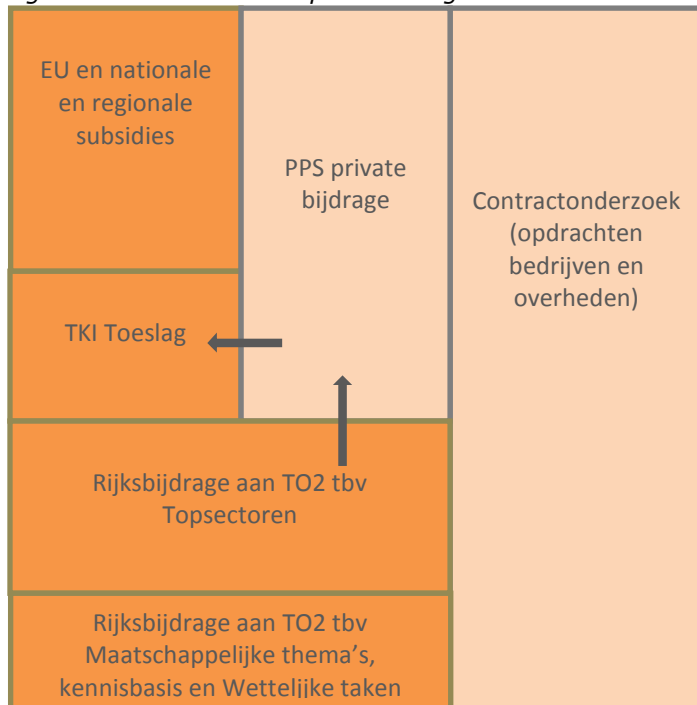 EU en nationale
en regionale
subsidies
PPS private
bijdrage
Contractonderzoek
(opdrachten
bedrijven en
overheden)
TKI Toeslag
Rijksbijdrage aan TO2 tbv
Topsectoren
Rijksbijdrage aan TO2 tbv
Maatschappelijke thema's,
kennisbasis en Wettelijke taken